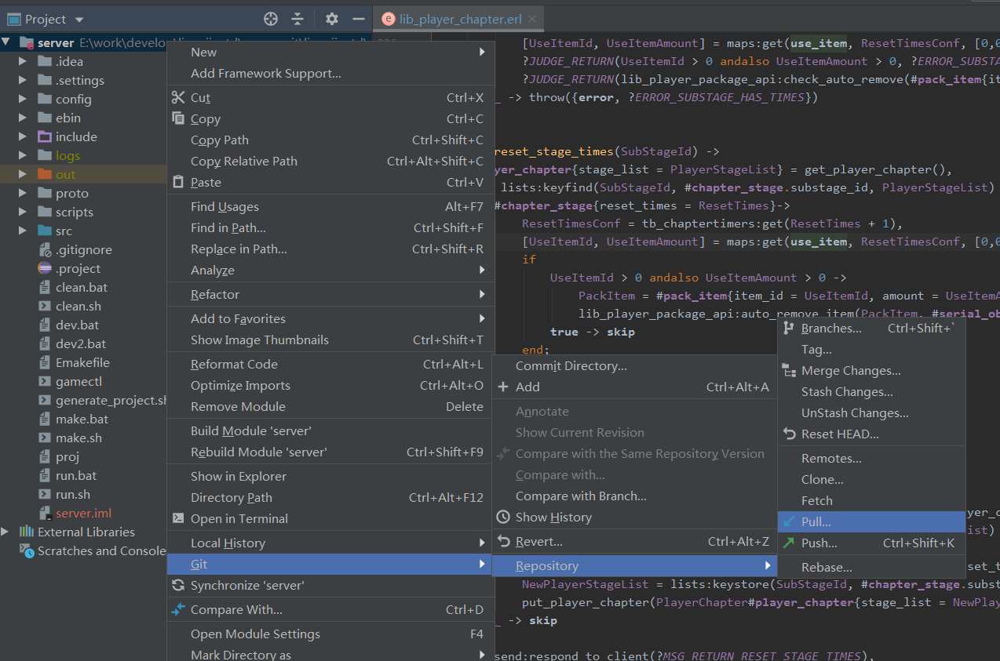 Project
lib_player_chapter.erl
server E:\work\develo
.idea
.settings
config
ebin
include
logs
out
proto
scripts
src
.gitignore
.project
clean.bat
clean.sh
dev.bat
dev2.bat
Emakefile
gamectl
generate_project.sh
make.bat
make.sh
proj
run.bat
run.sh
server.iml
External Libraries
Scratches and Console
New
Add Framework Support...
Cut Ctrl+X
Copy Ctrl+C
Copy Path Ctrl+Shift+C
Copy Relative Path Ctrl+Alt+Shift+C
Paste Ctrl+V
Find Usages Alt+F7
Find in Path... Ctrl+Shift+F
Replace in Path... Ctrl+Shift+R
Analyze
Refactor
Add to Favorites
Show Image Thumbnails Ctrl+Shift+T
Reformat Code Ctrl+Alt+L
Optimize Imports Ctrl+Alt+O
Remove Module Delete
Build Module 'server'
Rebuild Module 'server' Ctrl+Shift+F9
Show in Explorer
Directory Path Ctrl+Alt+F12
Open in Terminal
Local History
Git
Synchronize 'server'
Compare With... Ctrl+D
Open Module Settings F4
Mark Directory as
[UseItemId, UseItemAmount] = maps:get(use_item, ResetTimesConf, [0,0
?JUDGE_RETURN(UseItemId > 0 andalso UseItemAmount > 0, ?ERROR_SUBSTA
?JUDGE_RETURN(lib_player_package_api:check_auto_remove(#pack_item{it
_ -> throw({error, ?ERROR_SUBSTAGE_HAS_TIMES})
reset_stage_times(SubStageId) ->
yer_chapter{stage_list = PlayerStageList} = get_player_chapter(),
lists:keyfind(SubStageId, #chapter_stage.substage_id, PlayerStageList)
#chapter_stage{reset_times = ResetTimes}->
ResetTimesConf = tb_chaptertimers:get(ResetTimes + 1),
[UseItemId, UseItemAmount] = maps:get(use_item, ResetTimesConf, [0,0
if
UseItemId > 0 andalso UseItemAmount > 0 ->
PackItem = #pack_item{item_id = UseItemId, amount = UseItemA
lib_player_package_api:auto_remove_item(PackItem, #serial_ob
true -> skip
end;
Commit Directory...
Add Ctrl+Alt+A
Annotate
Show Current Revision
Compare with the Same Repository Version
Compare with...
Compare with Branch...
Show History
Revert... Ctrl+Alt+Z
Repository
Branches... Ctrl+Shift+`
Tag...
Merge Changes...
Stash Changes...
UnStash Changes...
Reset HEAD...
Remotes...
Clone...
Fetch
Pull...
Push... Ctrl+Shift+K
Rebase...
yer_c
ist)
set_t
NewPlayerStageList = lists:keystore(SubStageId, #chapter_stage.subst
put_player_chapter(PlayerChapter#player_chapter{stage_list = NewPlay
_ -> skip
send:respond_to_client(?MSG_RETURN_RESET_STAGE_TIMES),